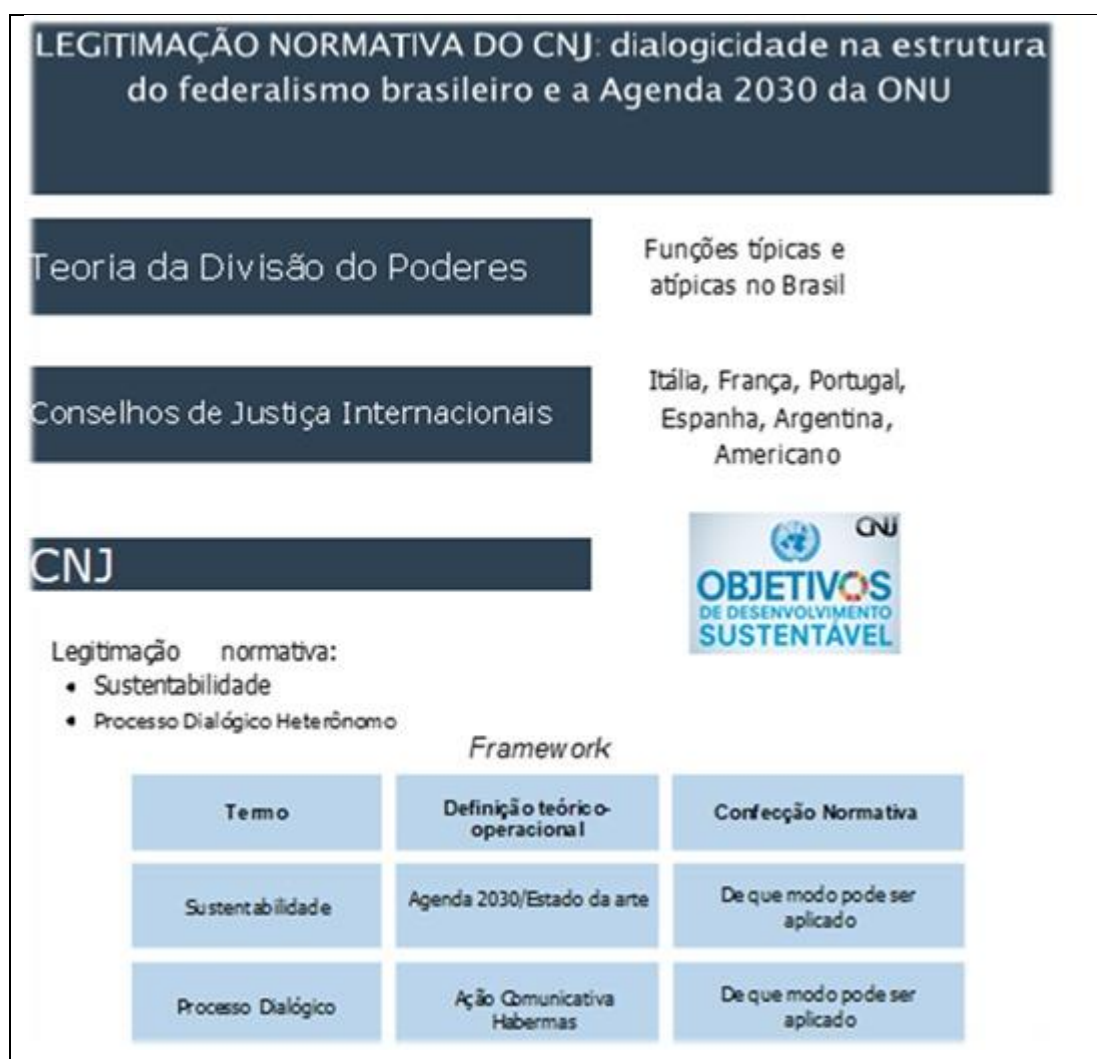 LEGITIMAÇÃO NORMATIVA DO CNJ: dialogicidade na estrutura
do federalismo brasileiro e a Agenda 2030 da ONU
Teoria da Divisão do Poderes
Funções típicas e
atípicas no Brasil
Conselhos de Justiça Internacionais
Itália, França, Portugal,
Espanha, Argentina,
Americano
CNJ
CNJ
OBJETIVOS
DE DESENVOLVIMENTO
SUSTENTÁVEL
Legitimação normativa:
• Sustentabilidade
• Processo Dialógico Heterônomo
Framework
Termo
Definição teórico-
operacional
Confecção Normativa
Sustentabilidade
Agenda 2030/Estado da arte
De que modo pode ser
aplicado
Processo Dialógico
Ação Comunicativa
Habermas
De que modo pode ser
aplicado